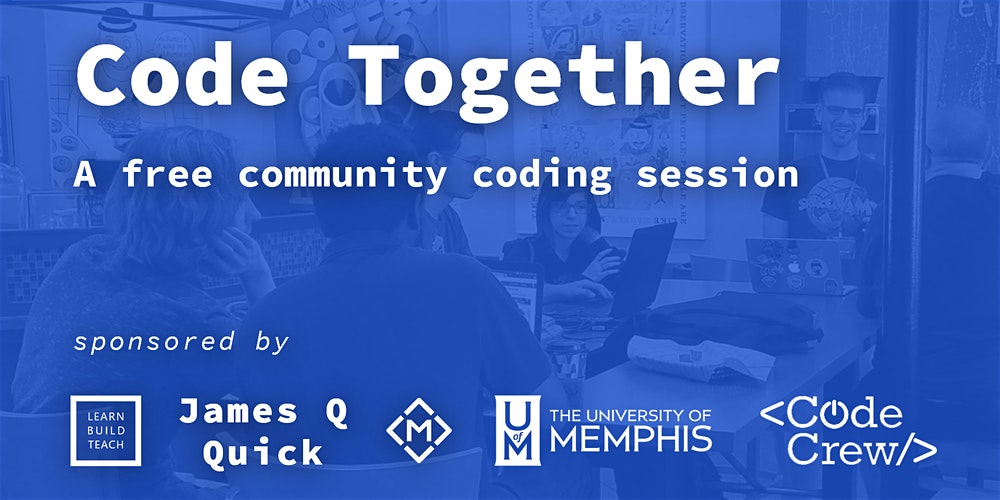 Code Together
A free community coding session
sponsored by
LEARN
BUILD
TEACH
James Q
Quick
M
U
of
M
THE UNIVERSITY OF
MEMPHIS
<Code
Crew/>